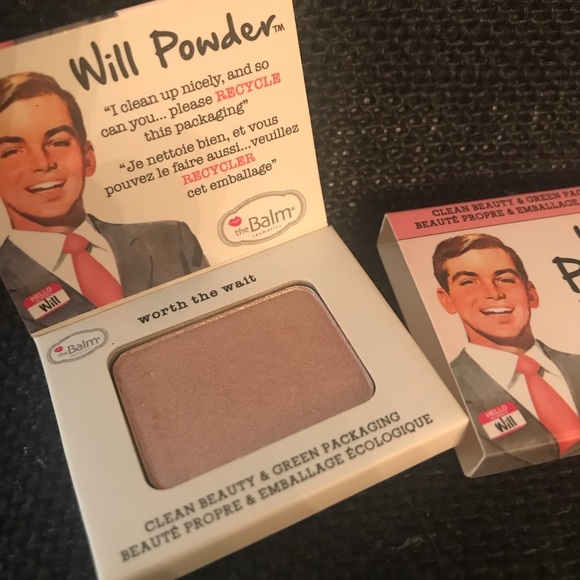 Will Powder™
"I clean up nicely, and so
can you... please RECYCLE
this packaging"
"Je nettoie bien, et vous
pouvez le faire aussi...veuillez
RECYCLER
cet emballage"
the Balm®
cosmetics
HELLO
Will
worth the wait
the Balm®
CLEAN BEAUTY & GREEN PACKAGING
BEAUTÉ PROPRE & EMBALLAGE ÉCOLOGIQUE
CLEAN BEAUTY & GREEN
BEAUTÉ PROPRE & EMBALLAGE
HELLO
Will